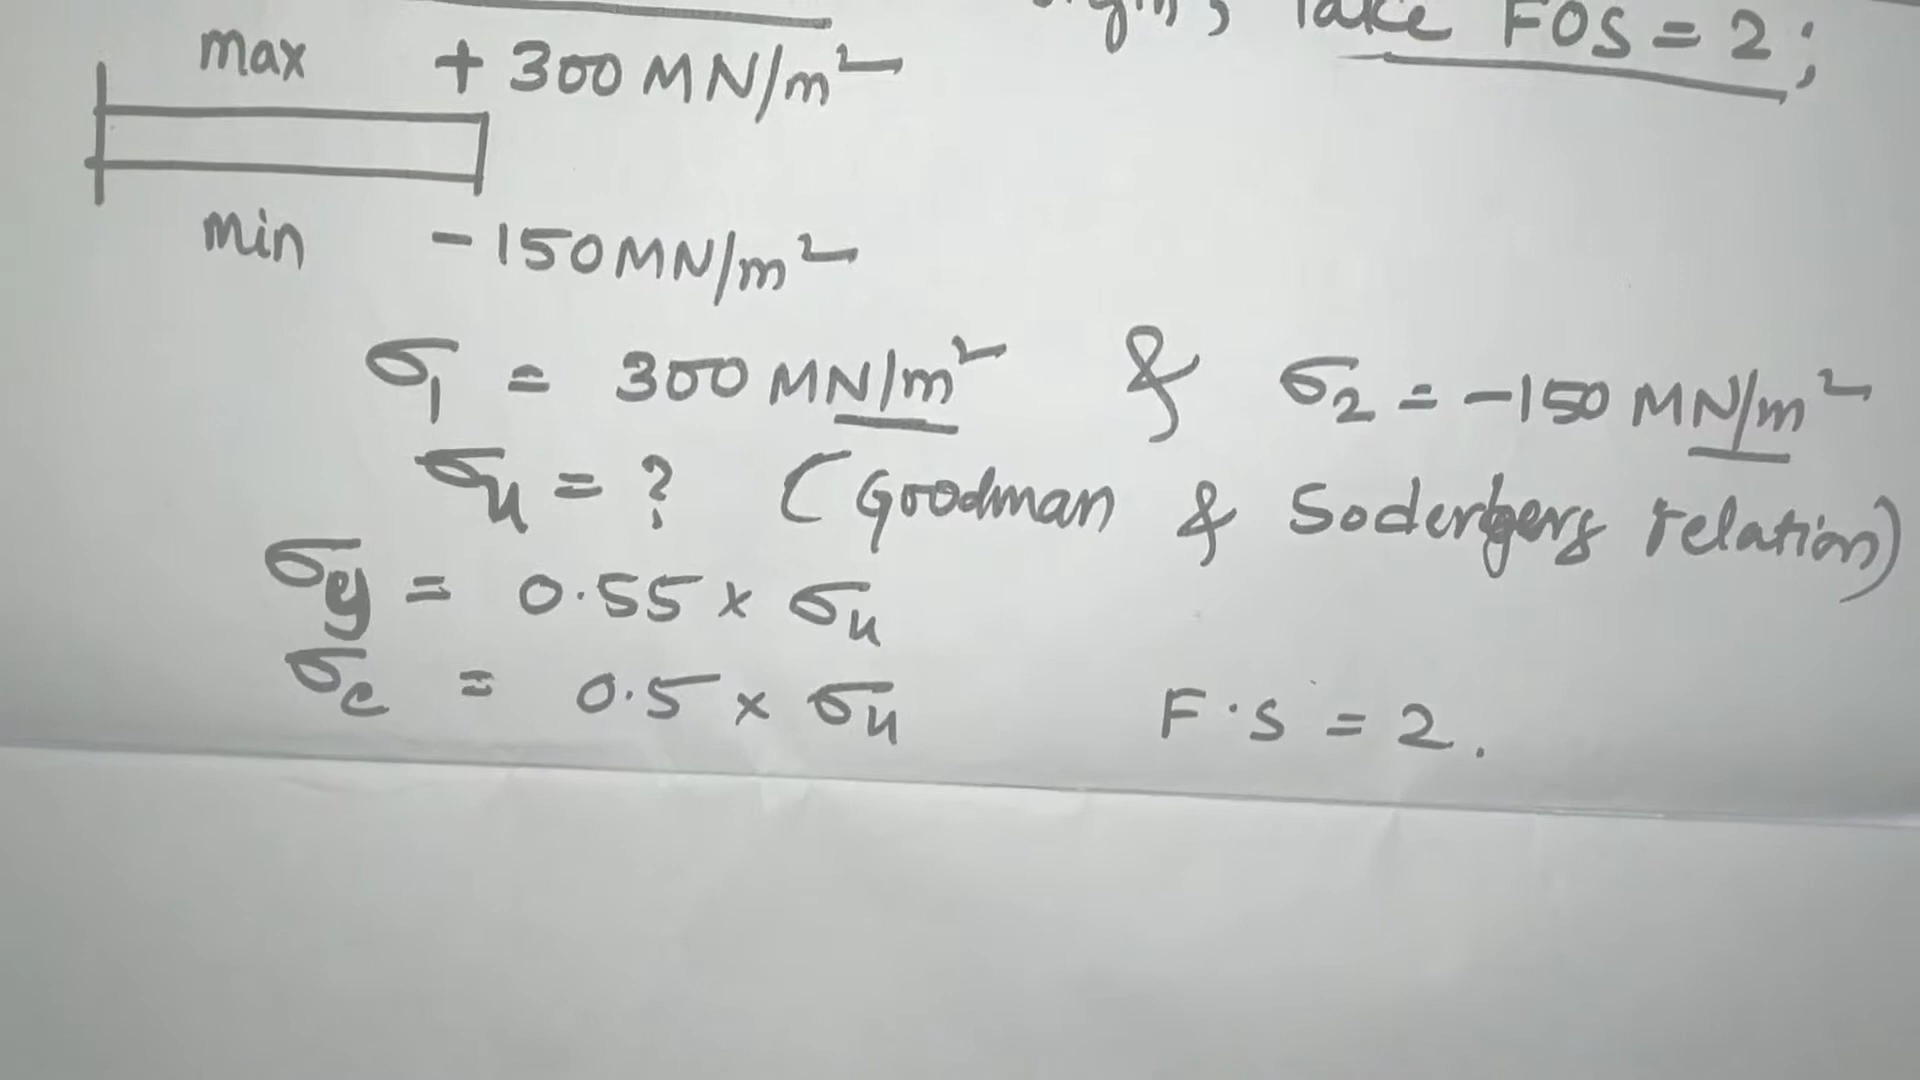 Take FOS = 2;
max + 300 MN/m²
min - 150 MN/m²
σ₁ = 300 MN/m² & σ₂ = -150 MN/m²
σu = ? (Goodman & Soderberg relation)
σy = 0.55 × σu
σe = 0.5 × σu F.S = 2.